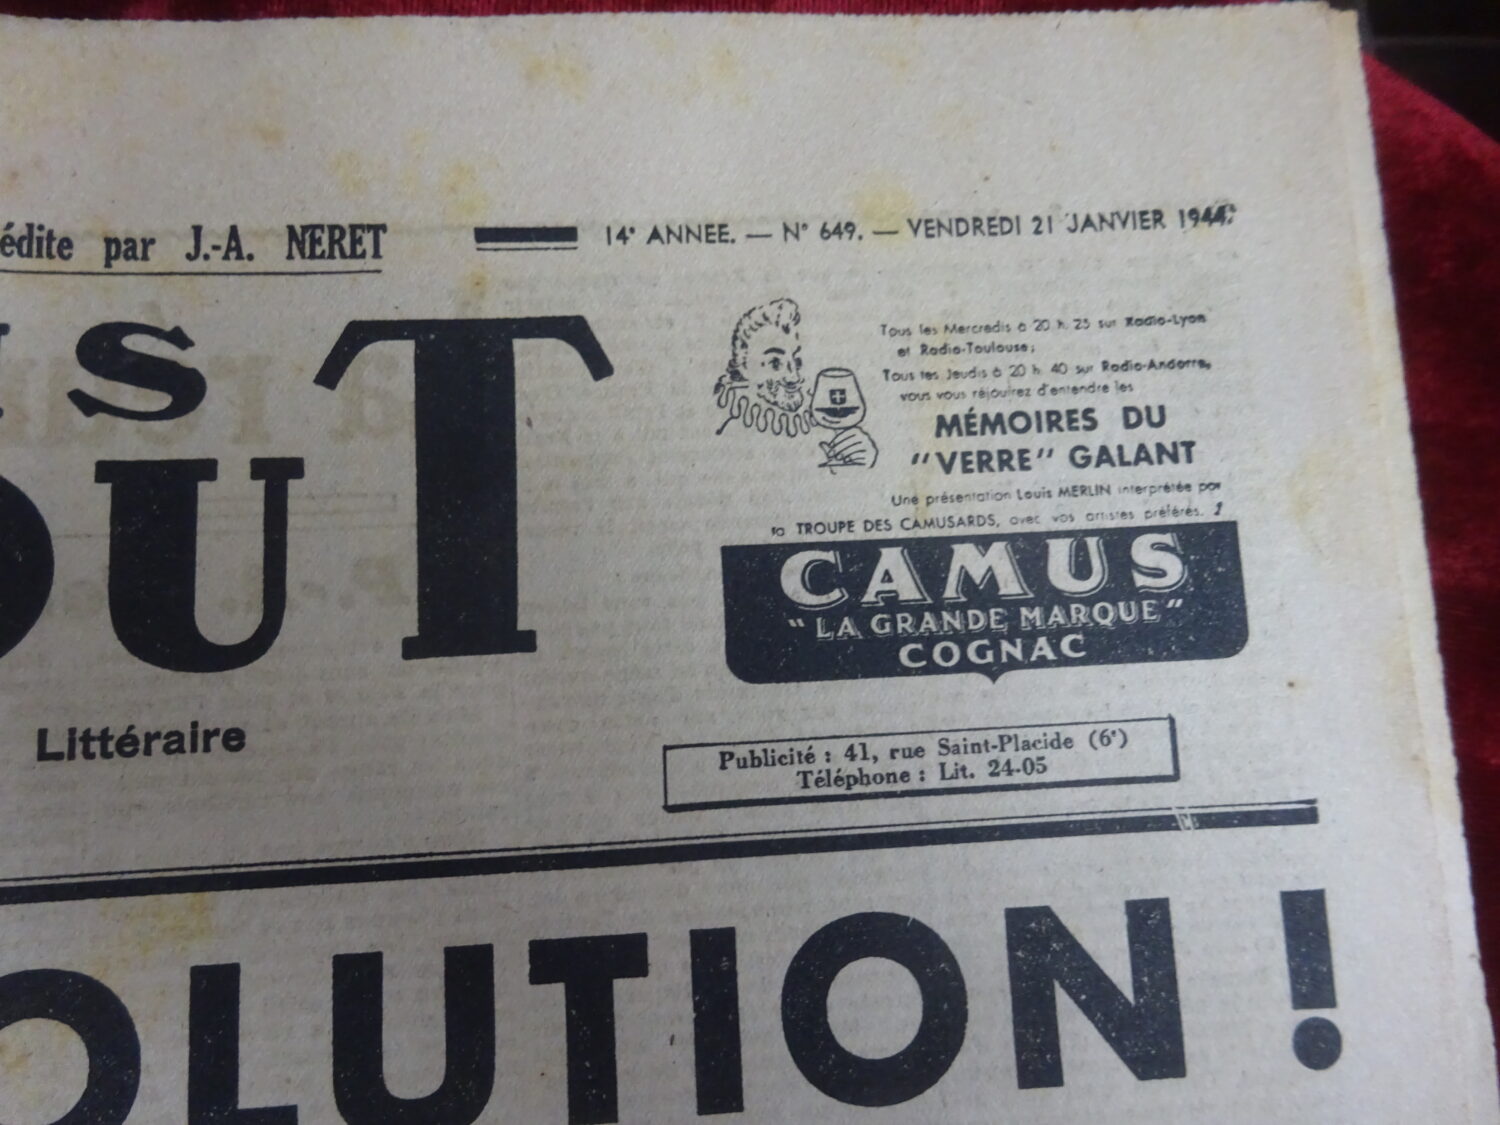 édite par J.-A. NERET
14e ANNEE. — N° 649. — VENDREDI 21 JANVIER 1944.
S
OUT
Littéraire
Tous les Mercredis à 20 h. 25 sur Radio-Lyon
et Radio-Toulouse;
Tous les Jeudis à 20 h. 40 sur Radio-Andorre,
vous vous réjouirez d'entendre les
MÉMOIRES DU
"VERRE" GALANT
Une présentation Louis MERLIN interprétée par
la TROUPE DES CAMUSARDS, avec vos artistes préférés.
CAMUS
"LA GRANDE MARQUE"
COGNAC
Publicité : 41, rue Saint-Placide (6e)
Téléphone : Lit. 24-05
OLUTION !